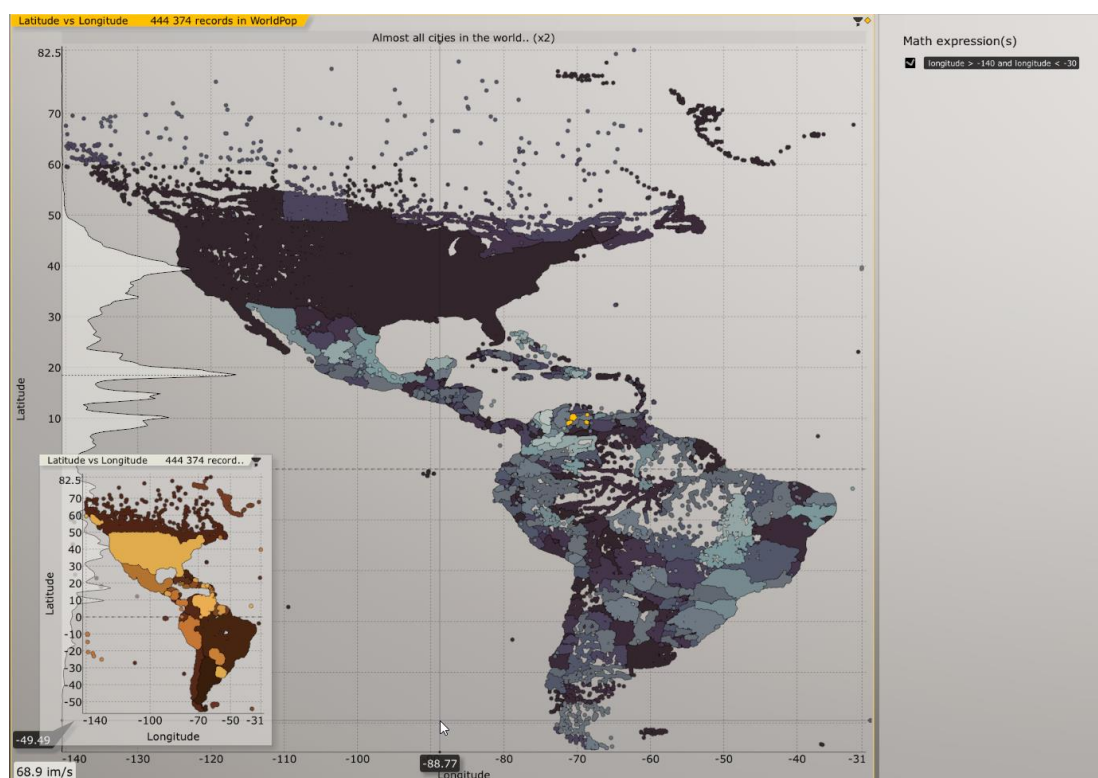 Latitude vs Longitude 444 374 records in WorldPop
Almost all cities in the world.. (x2)
Math expression(s)
longitude > -140 and longitude < -30
82.5
70
60
50
40
30
20
10
Latitude
Latitude vs Longitude 444 374 record..
82.5
70
60
50
40
30
20
10
0
-10
-20
-30
-40
-50
Latitude
-140 -100 -70 -50 -31
Longitude
-49.49
-140 -130 -120 -110 -100 -88.77 -80 -70 -60 -50 -40 -31
Longitude
68.9 im/s